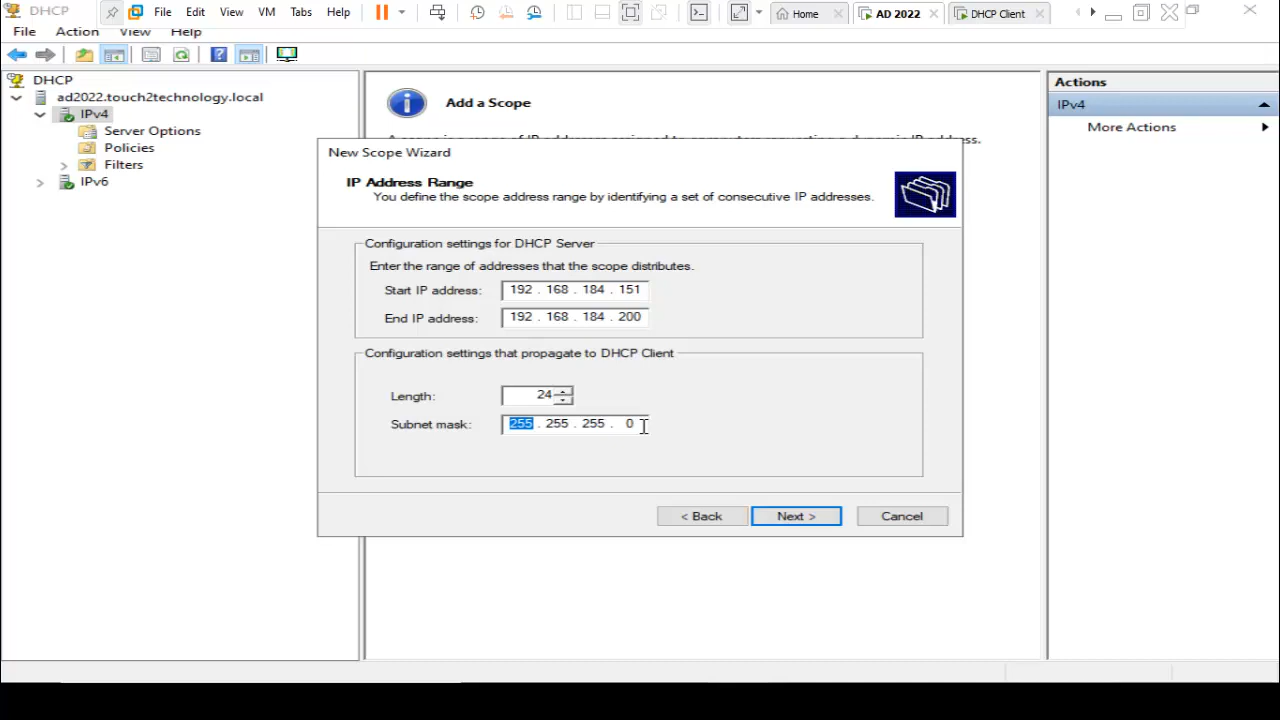 DHCP File Edit View VM Tabs Help Home AD 2022 DHCP Client
File Action View Help
DHCP
ad2022.touch2technology.local
IPv4
Server Options
Policies
Filters
IPv6
Add a Scope
Actions
IPv4
More Actions
New Scope Wizard
IP Address Range
You define the scope address range by identifying a set of consecutive IP addresses.
Configuration settings for DHCP Server
Enter the range of addresses that the scope distributes.
Start IP address: 192 . 168 . 184 . 151
End IP address: 192 . 168 . 184 . 200
Configuration settings that propagate to DHCP Client
Length: 24
Subnet mask: 255 . 255 . 255 . 0
< Back Next > Cancel